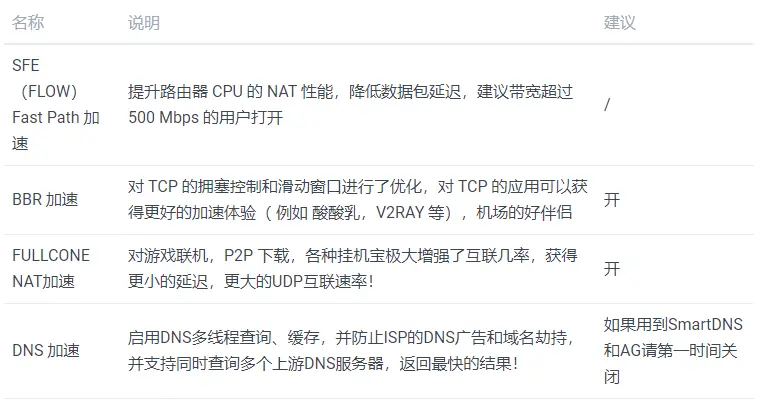 名称 说明 建议
SFE
（FLOW）
Fast Path 加
速
提升路由器 CPU 的 NAT 性能，降低数据包延迟，建议带宽超过
500 Mbps 的用户打开
/
BBR 加速
对 TCP 的拥塞控制和滑动窗口进行了优化，对 TCP 的应用可以获
得更好的加速体验（ 例如 酸酸乳，V2RAY 等），机场的好伴侣
开
FULLCONE
NAT加速
对游戏联机，P2P 下载，各种挂机宝极大增强了互联几率，获得
更小的延迟，更大的UDP互联速率！
开
DNS 加速
启用DNS多线程查询、缓存，并防止ISP的DNS广告和域名劫持，
并支持同时查询多个上游DNS服务器，返回最快的结果！
如果用到SmartDNS
和AG请第一时间关
闭